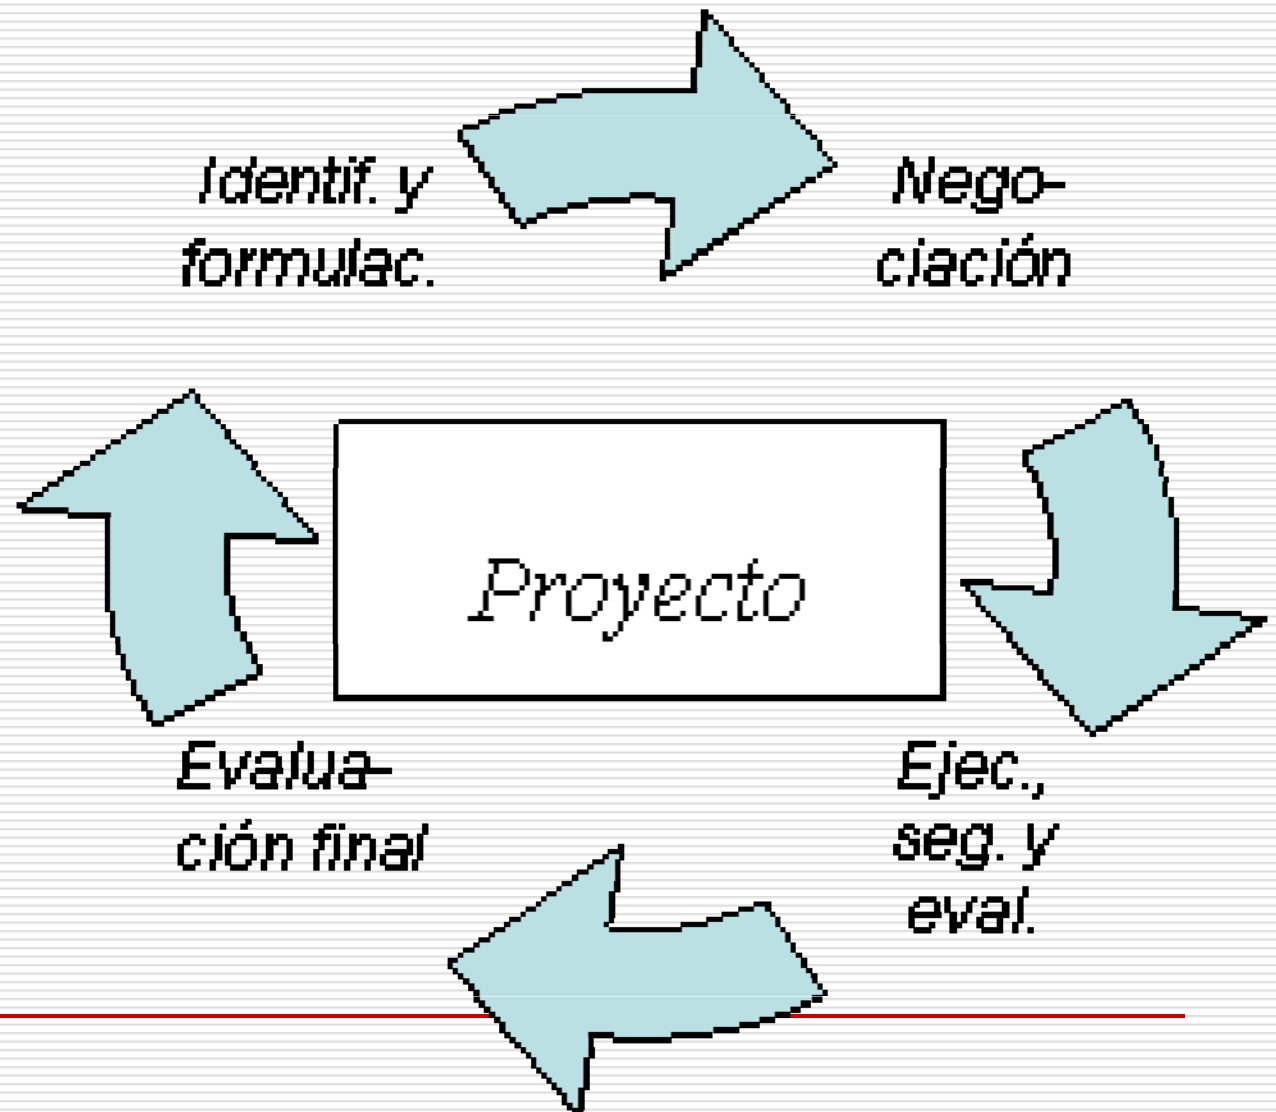 Identif. y
formulac.
Nego-
ciación
Proyecto
Evalua-
ción final
Ejec.,
seg. y
eval.